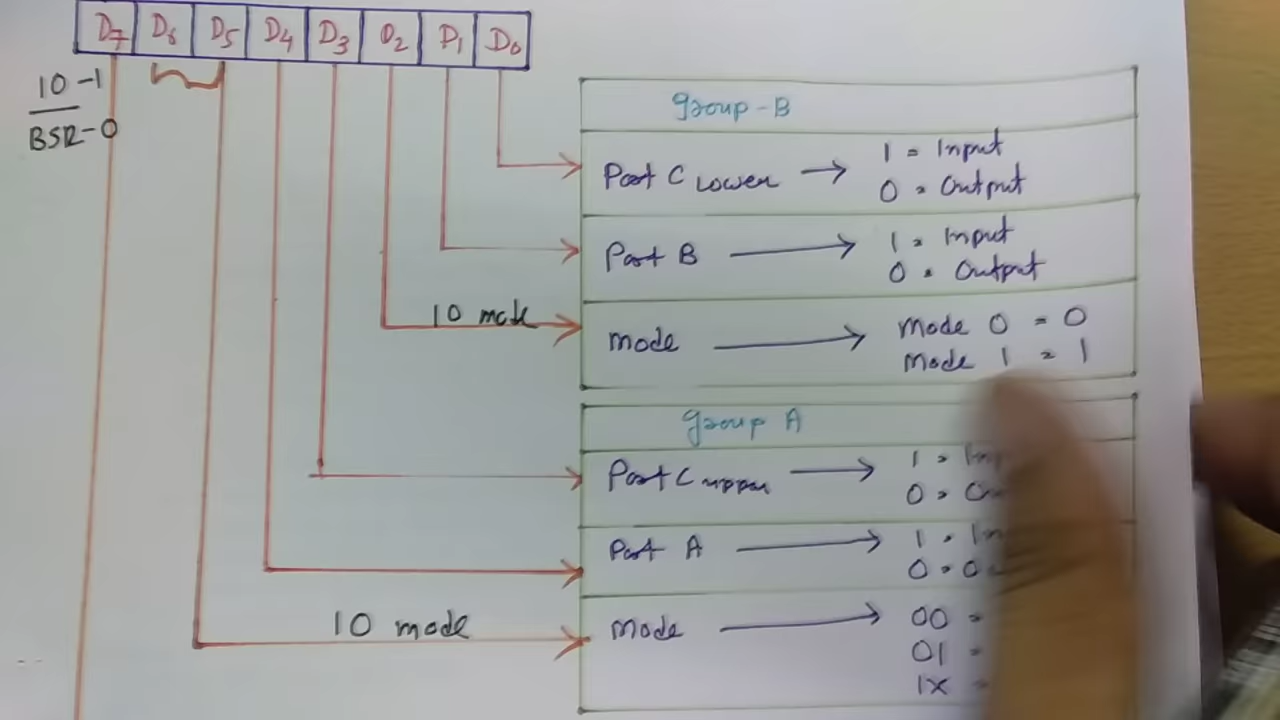 D7 D6 D5 D4 D3 D2 D1 D0
IO-1
BSR-0
Group-B
Port C Lower → 1 = Input
0 = Output
Port B → 1 = Input
0 = Output
IO mode
mode → Mode 0 = 0
Mode 1 = 1
Group A
Port C upper → 1 =
0 =
Port A → 1 =
0 =
IO mode
mode → 00 =
01 =
1X